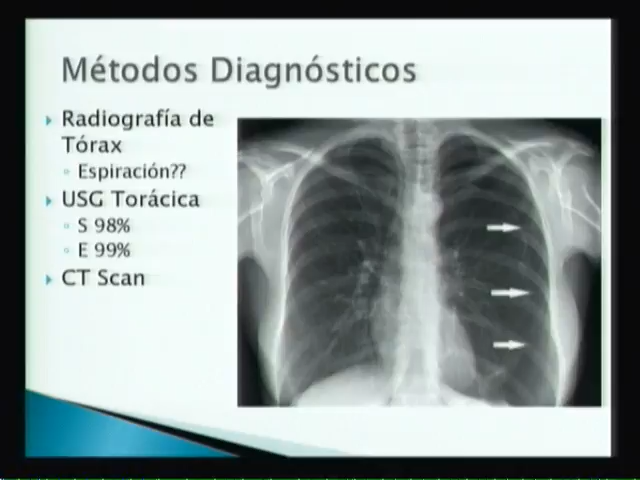 Métodos Diagnósticos
Radiografía de
Tórax
Espiración??
USG Torácica
S 98%
E 99%
CT Scan